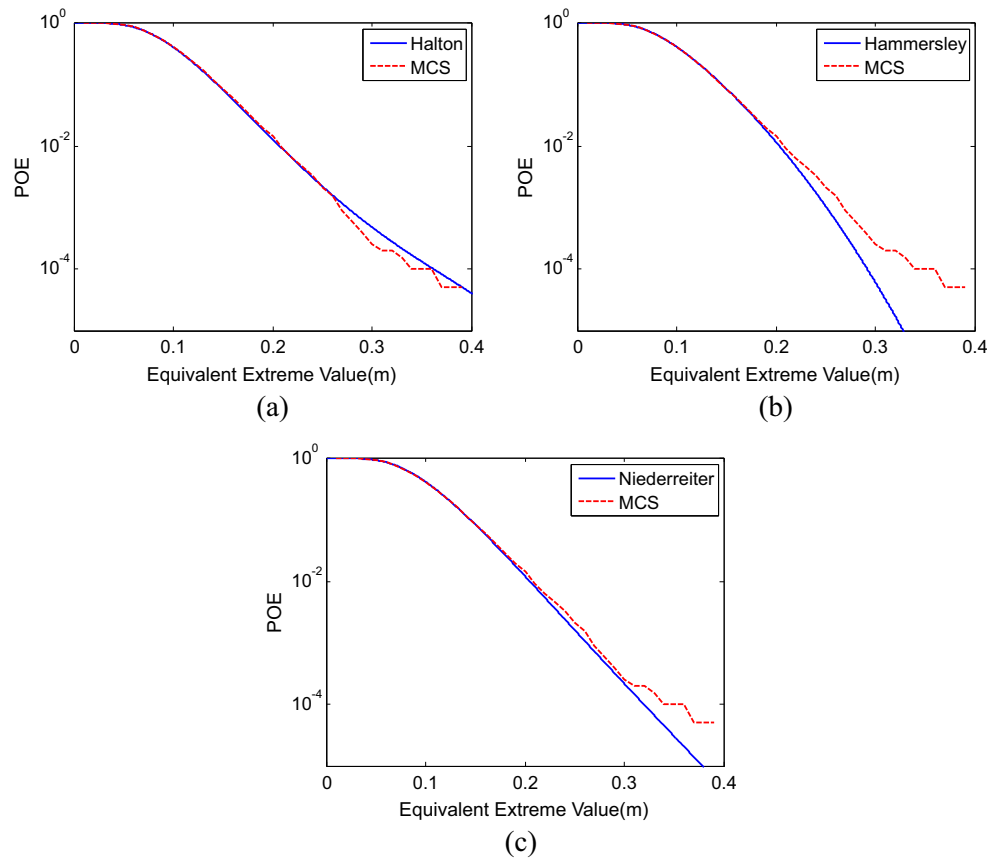 10^0
10^-2
10^-4
POE
Halton
MCS
0 0.1 0.2 0.3 0.4
Equivalent Extreme Value(m)
(a)
10^0
10^-2
10^-4
POE
Hammersley
MCS
0 0.1 0.2 0.3 0.4
Equivalent Extreme Value(m)
(b)
10^0
10^-2
10^-4
POE
Niederreiter
MCS
0 0.1 0.2 0.3 0.4
Equivalent Extreme Value(m)
(c)